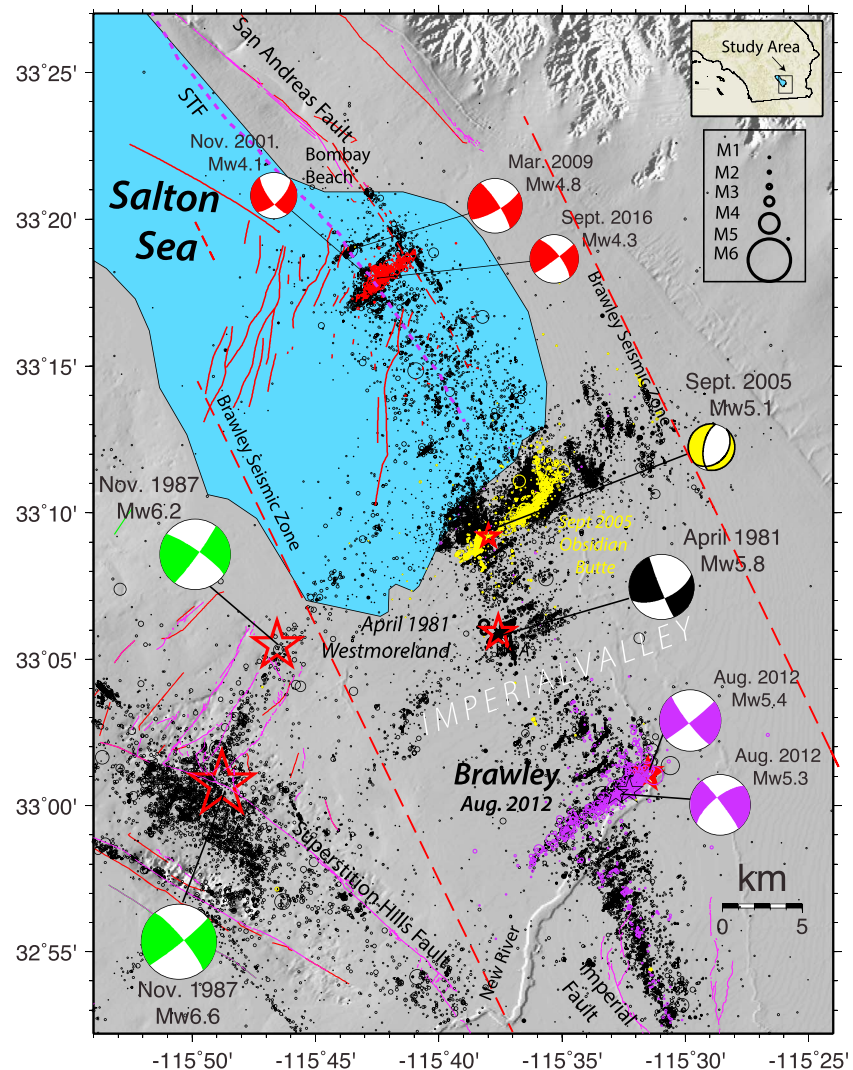 33°25'
33°20'
33°15'
33°10'
33°05'
33°00'
32°55'
Study Area
San Andreas Fault
STF
M1
M2
M3
M4
M5
M6
Nov. 2001
Mw4.1
Bombay
Beach
Mar. 2009
Mw4.8
Salton
Sea
Sept. 2016
Mw4.3
Brawley Seismic Zone
Sept. 2005
Mw5.1
Brawley Seismic Zone
Nov. 1987
Mw6.2
Sept 2005
Obsidian
Butte
April 1981
Mw5.8
April 1981
Westmoreland
IMPERIAL VALLEY
Aug. 2012
Mw5.4
Brawley
Aug. 2012
Aug. 2012
Mw5.3
Superstition Hills Fault
km
0 5
New River
Imperial
Fault
Nov. 1987
Mw6.6
-115°50' -115°45' -115°40' -115°35' -115°30' -115°25'